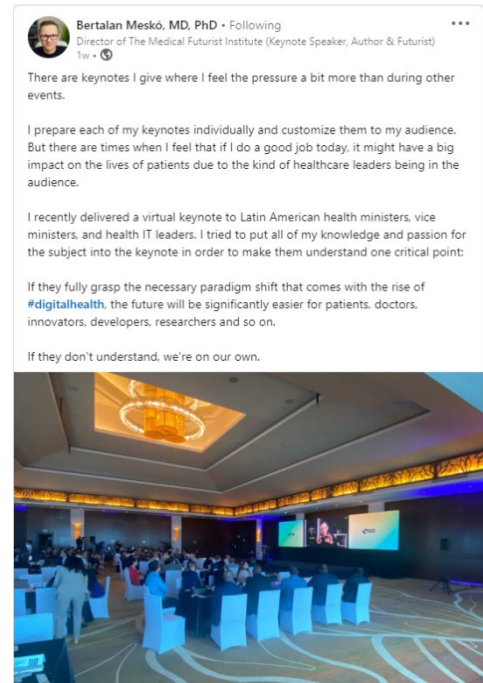 Bertalan Meskó, MD, PhD • Following
Director of The Medical Futurist Institute (Keynote Speaker, Author & Futurist)
1w •
There are keynotes I give where I feel the pressure a bit more than during other
events.
I prepare each of my keynotes individually and customize them to my audience.
But there are times when I feel that if I do a good job today, it might have a big
impact on the lives of patients due to the kind of healthcare leaders being in the
audience.
I recently delivered a virtual keynote to Latin American health ministers, vice
ministers, and health IT leaders. I tried to put all of my knowledge and passion for
the subject into the keynote in order to make them understand one critical point:
If they fully grasp the necessary paradigm shift that comes with the rise of
#digitalhealth, the future will be significantly easier for patients, doctors,
innovators, developers, researchers and so on.
If they don't understand, we're on our own.